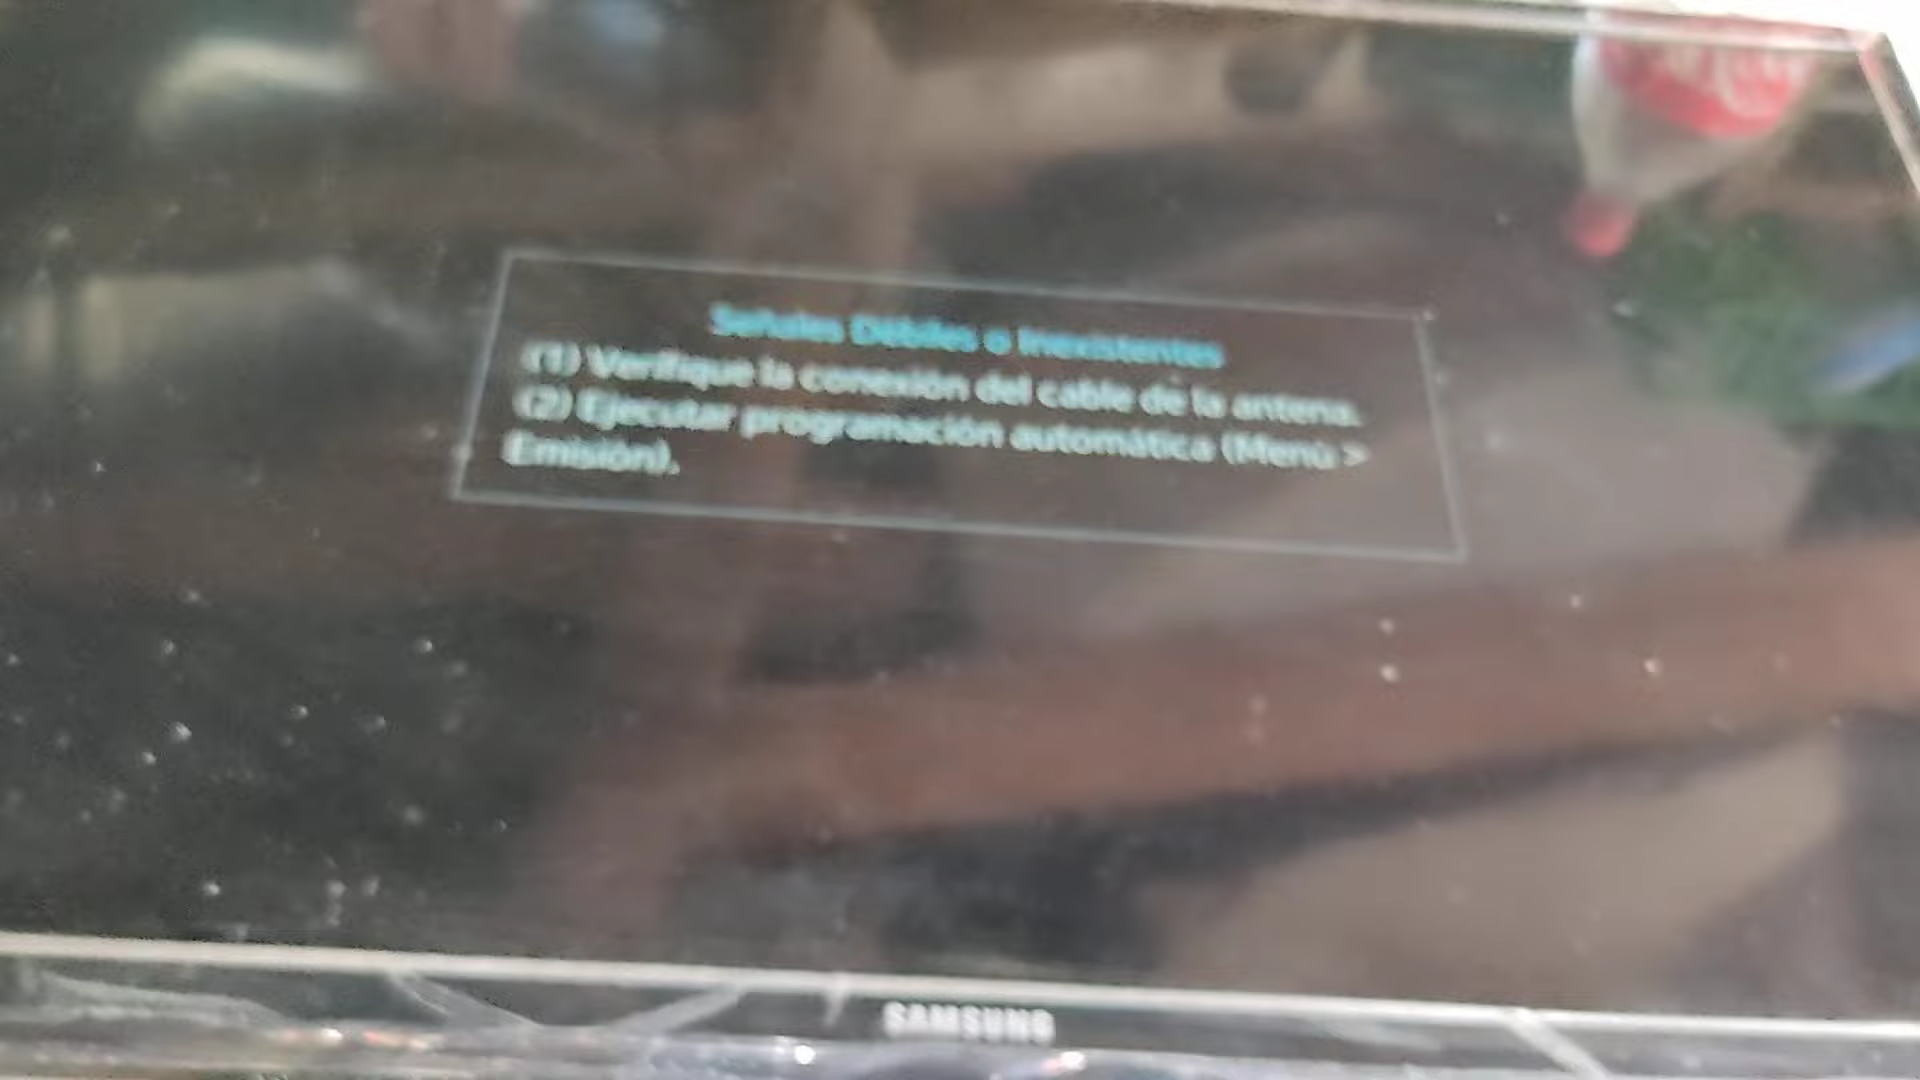 Señales Débiles o Inexistentes
(1) Verifique la conexión del cable de la antena.
(2) Ejecutar programación automática (Menú >
Emisión).
SAMSUNG